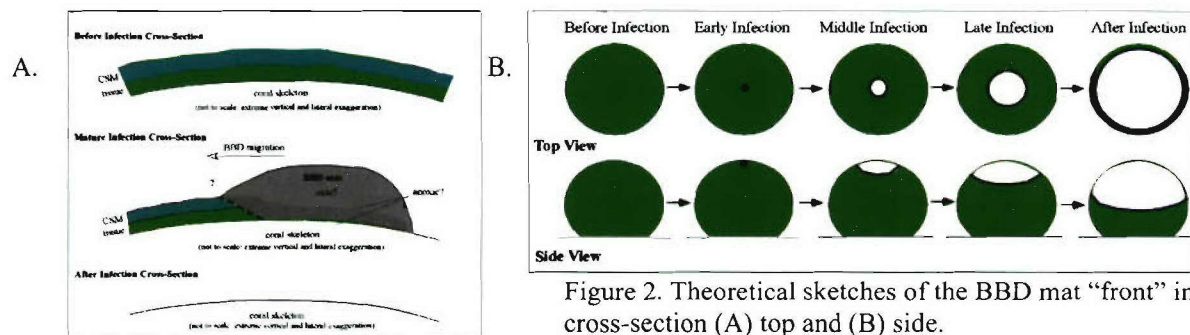 A.
Before Infection Cross-Section
CSM
tissue
coral skeleton
(not to scale: extreme vertical and lateral exaggeration)
Mature Infection Cross-Section
BBD migration
?
CSM
tissue
coral skeleton
(not to scale: extreme vertical and lateral exaggeration)
After Infection Cross-Section
coral skeleton
(not to scale: extreme vertical and lateral exaggeration)
B.
Before Infection Early Infection Middle Infection Late Infection After Infection
Top View
Side View
Figure 2. Theoretical sketches of the BBD mat “front” in
cross-section (A) top and (B) side.